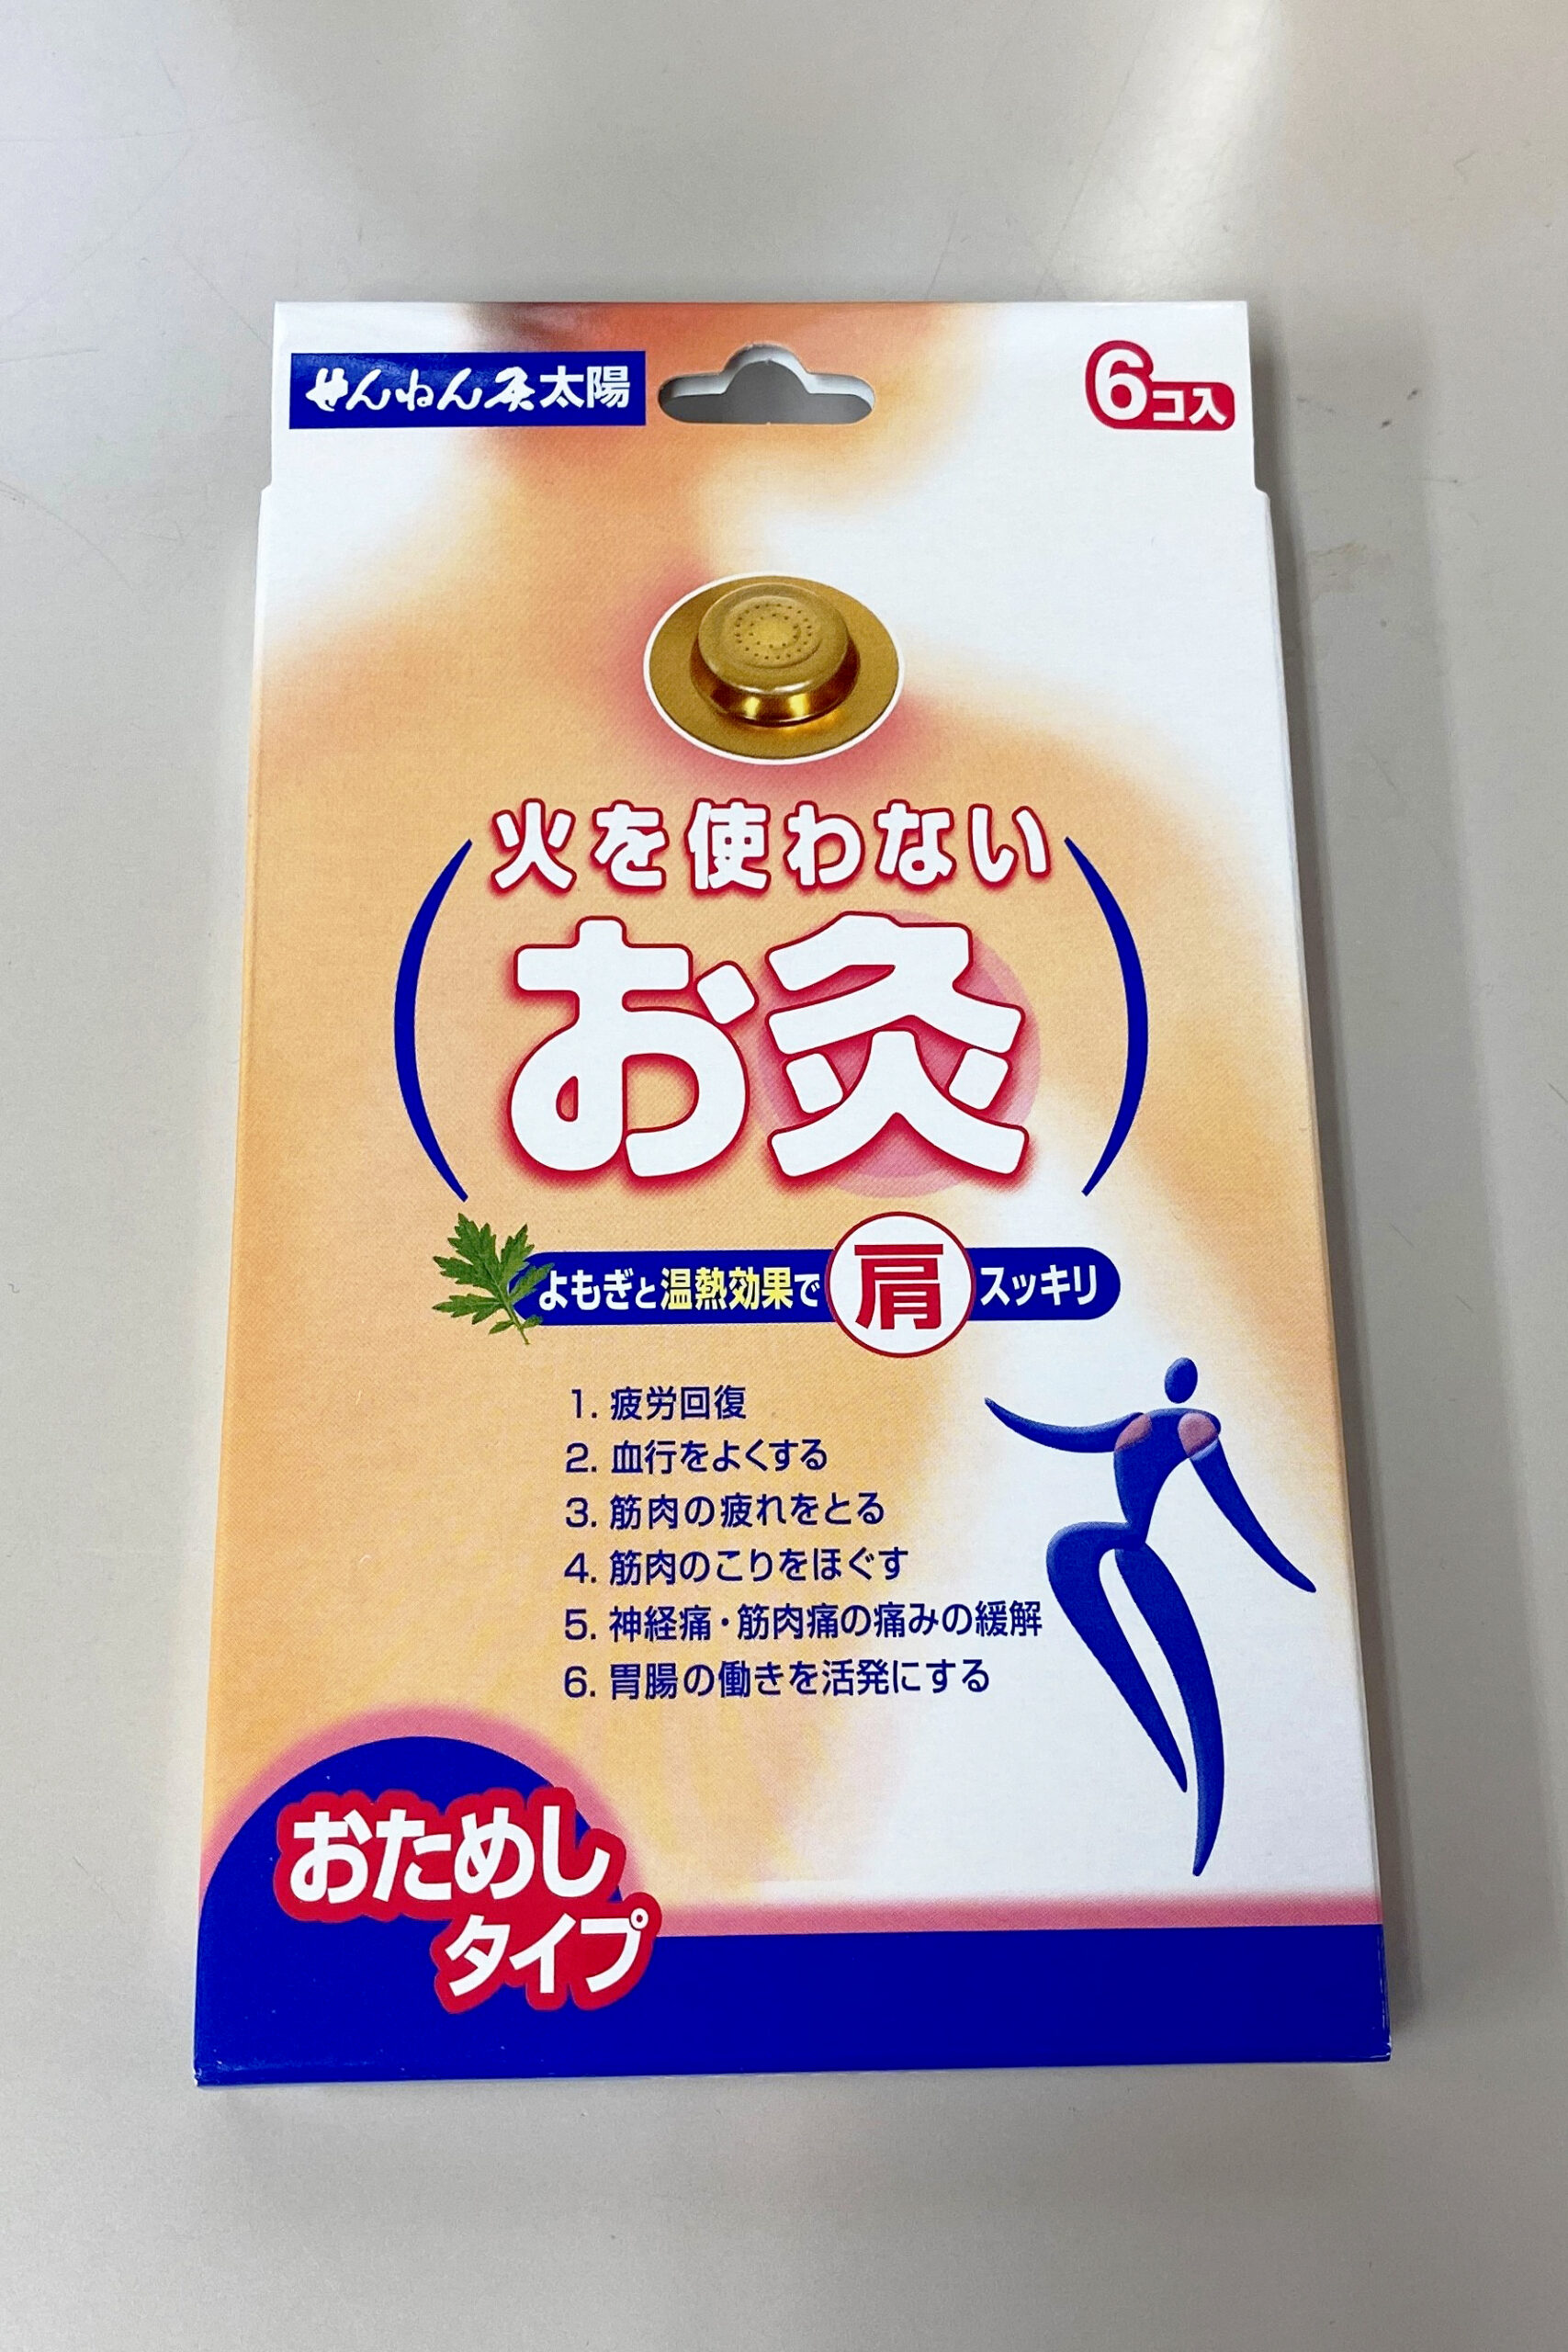 せんねん灸太陽
6コ入
火を使わない
お灸
よもぎと温熱効果で肩スッキリ
1. 疲労回復
2. 血行をよくする
3. 筋肉の疲れをとる
4. 筋肉のこりをほぐす
5. 神経痛・筋肉痛の痛みの緩解
6. 胃腸の働きを活発にする
おためし
タイプ